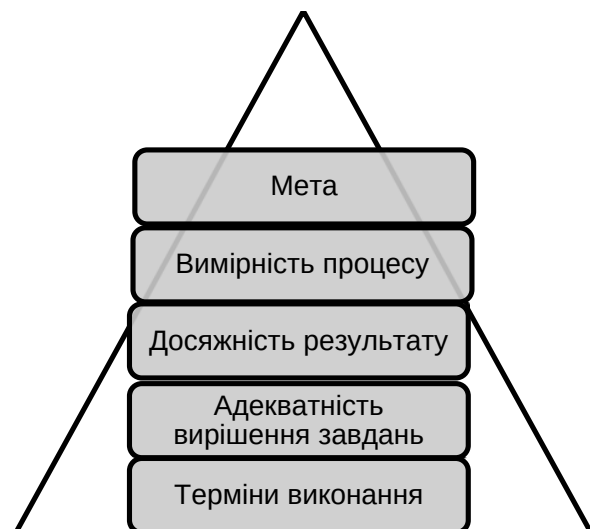 Мета
Вимірність процесу
Досяжність результату
Адекватність
вирішення завдань
Терміни виконання